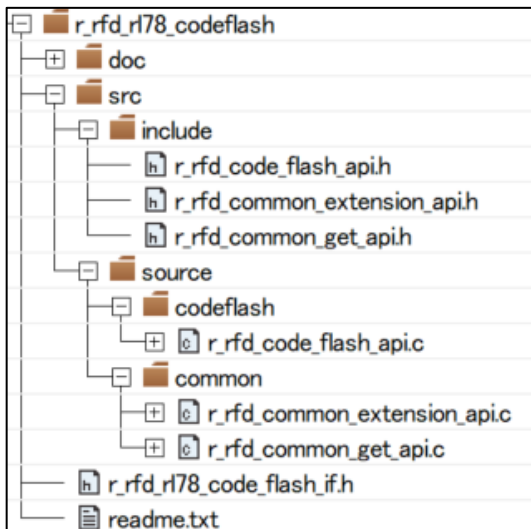 r_rfd_rl78_codeflash
doc
src
include
r_rfd_code_flash_api.h
r_rfd_common_extension_api.h
r_rfd_common_get_api.h
source
codeflash
r_rfd_code_flash_api.c
common
r_rfd_common_extension_api.c
r_rfd_common_get_api.c
r_rfd_rl78_code_flash_if.h
readme.txt